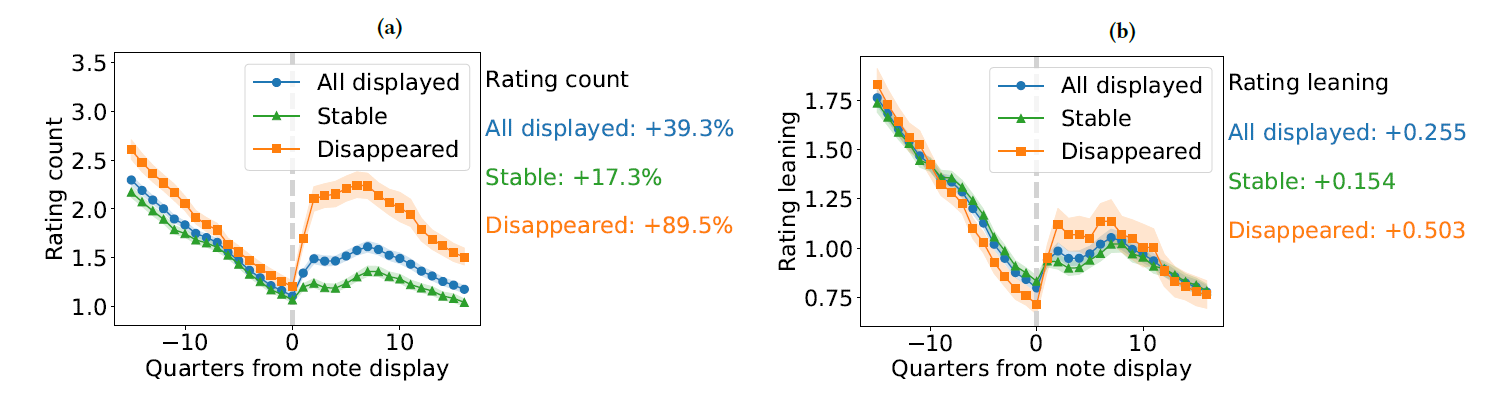 (a)
3.5
3.0
2.5
2.0
1.5
1.0
Rating count
All displayed
Stable
Disappeared
−10
0
10
Quarters from note display
Rating count
All displayed: +39.3%
Stable: +17.3%
Disappeared: +89.5%
(b)
1.75
1.50
1.25
1.00
0.75
Rating leaning
All displayed
Stable
Disappeared
−10
0
10
Quarters from note display
Rating leaning
All displayed: +0.255
Stable: +0.154
Disappeared: +0.503